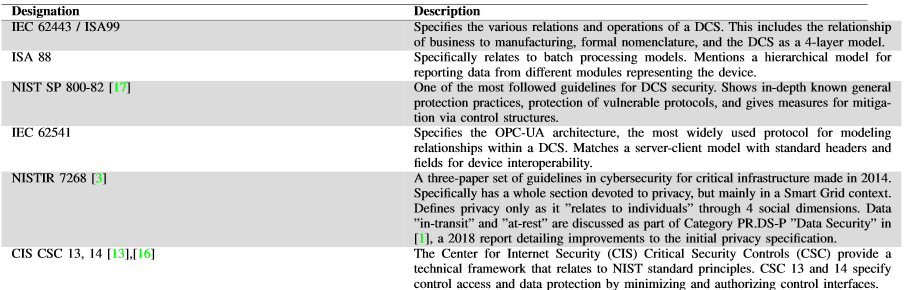 Designation Description
IEC 62443 / ISA99 Specifies the various relations and operations of a DCS. This includes the relationship
of business to manufacturing, formal nomenclature, and the DCS as a 4-layer model.
ISA 88 Specifically relates to batch processing models. Mentions a hierarchical model for
reporting data from different modules representing the device.
NIST SP 800-82 [17] One of the most followed guidelines for DCS security. Shows in-depth known general
protection practices, protection of vulnerable protocols, and gives measures for mitiga-
tion via control structures.
IEC 62541 Specifies the OPC-UA architecture, the most widely used protocol for modeling
relationships within a DCS. Matches a server-client model with standard headers and
fields for device interoperability.
NISTIR 7268 [3] A three-paper set of guidelines in cybersecurity for critical infrastructure made in 2014.
Specifically has a whole section devoted to privacy, but mainly in a Smart Grid context.
Defines privacy only as it ”relates to individuals” through 4 social dimensions. Data
”in-transit” and ”at-rest” are discussed as part of Category PR.DS-P ”Data Security” in
[1], a 2018 report detailing improvements to the initial privacy specification.
CIS CSC 13, 14 [13],[16] The Center for Internet Security (CIS) Critical Security Controls (CSC) provide a
technical framework that relates to NIST standard principles. CSC 13 and 14 specify
control access and data protection by minimizing and authorizing control interfaces.